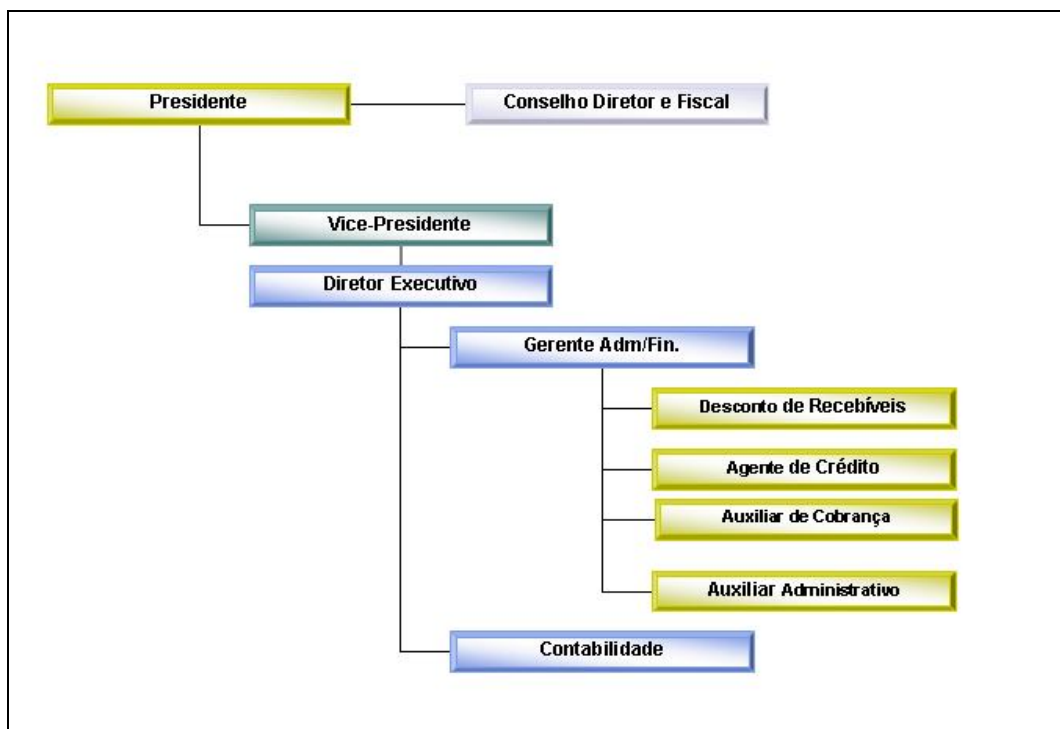 Presidente
Conselho Diretor e Fiscal
Vice-Presidente
Diretor Executivo
Gerente Adm/Fin.
Desconto de Recebíveis
Agente de Crédito
Auxiliar de Cobrança
Auxiliar Administrativo
Contabilidade